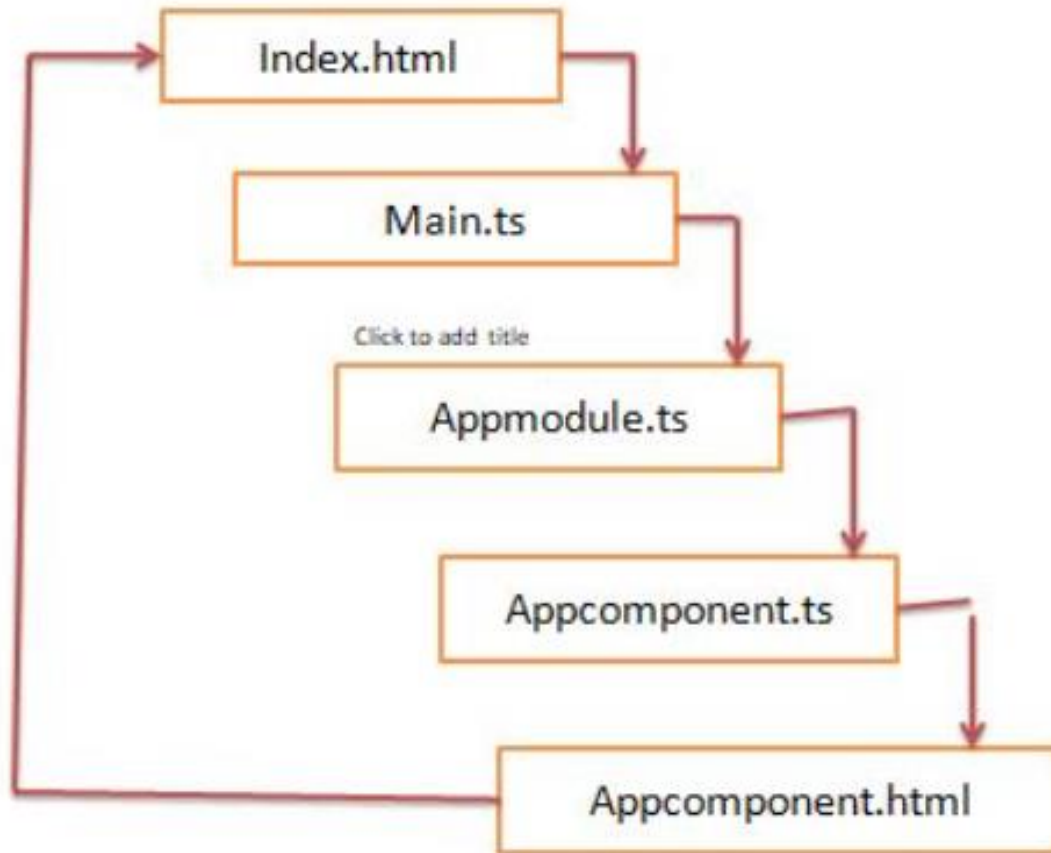 Index.html
Main.ts
Click to add title
Appmodule.ts
Appcomponent.ts
Appcomponent.html